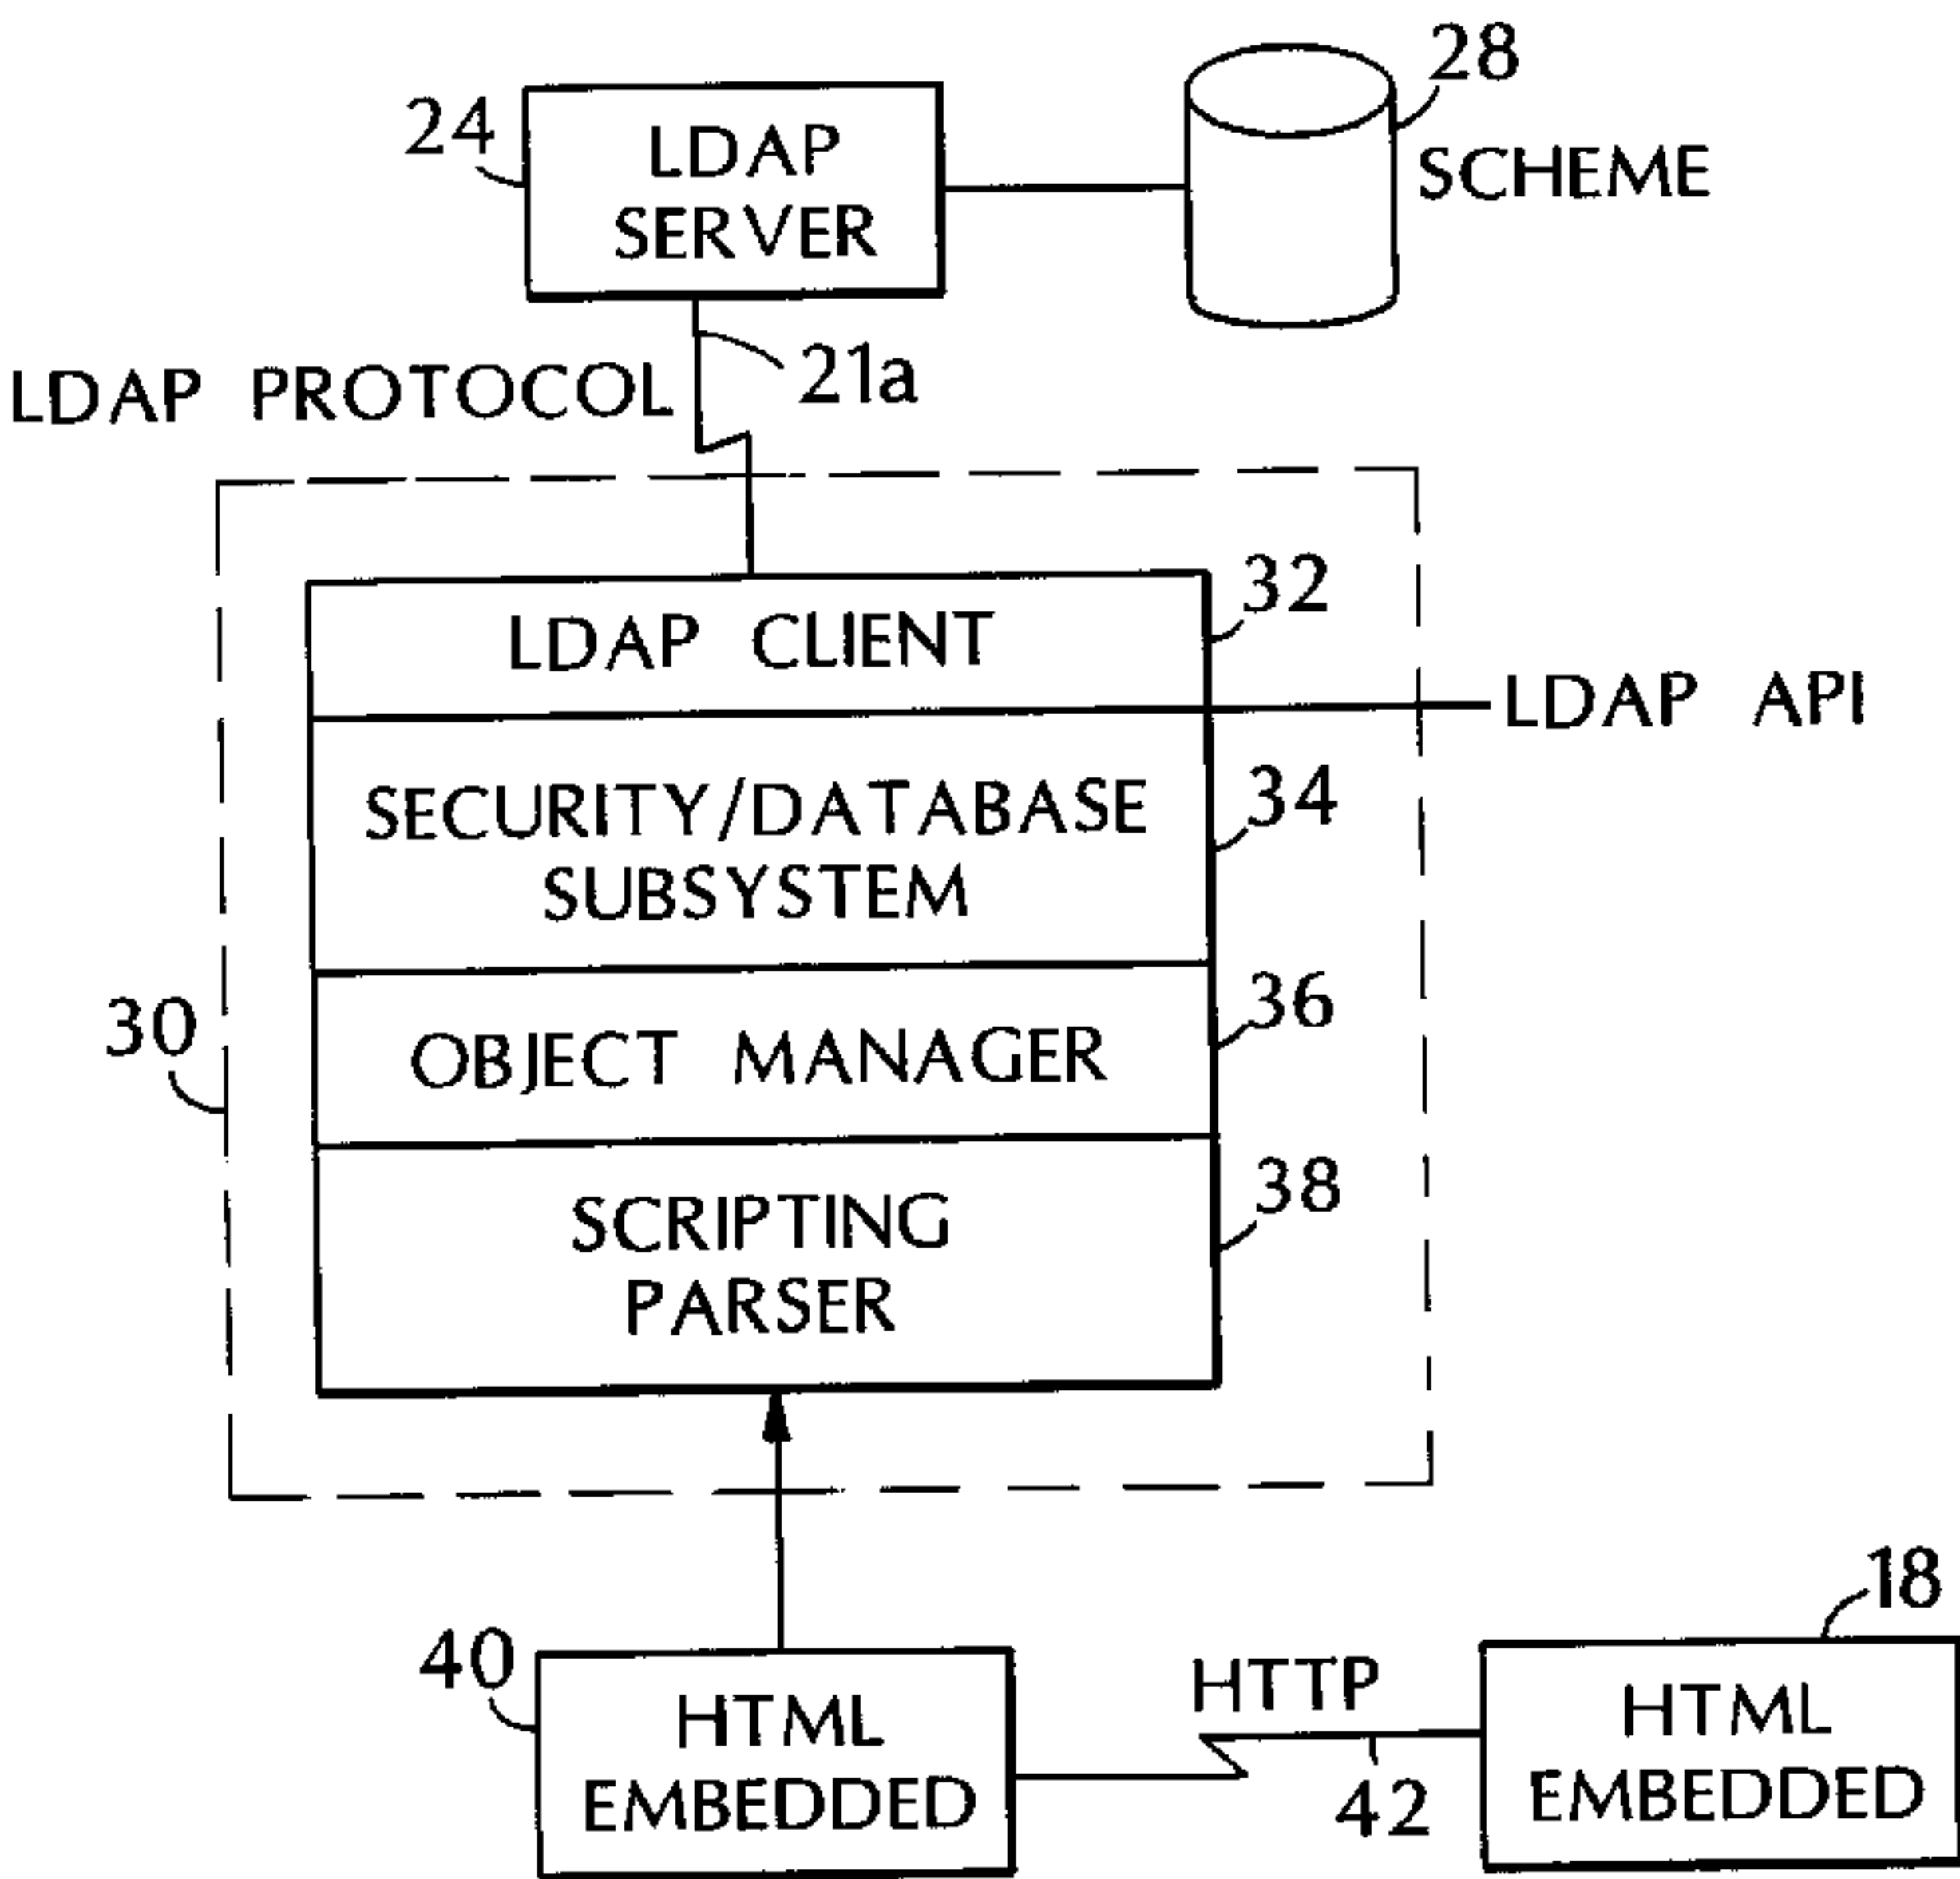 28
24
LDAP
SERVER
SCHEME
21a
LDAP PROTOCOL
32
LDAP CLIENT
LDAP API
34
SECURITY/DATABASE
SUBSYSTEM
36
30
OBJECT MANAGER
38
SCRIPTING
PARSER
18
40
HTTP
HTML
EMBEDDED
42
HTML
EMBEDDED